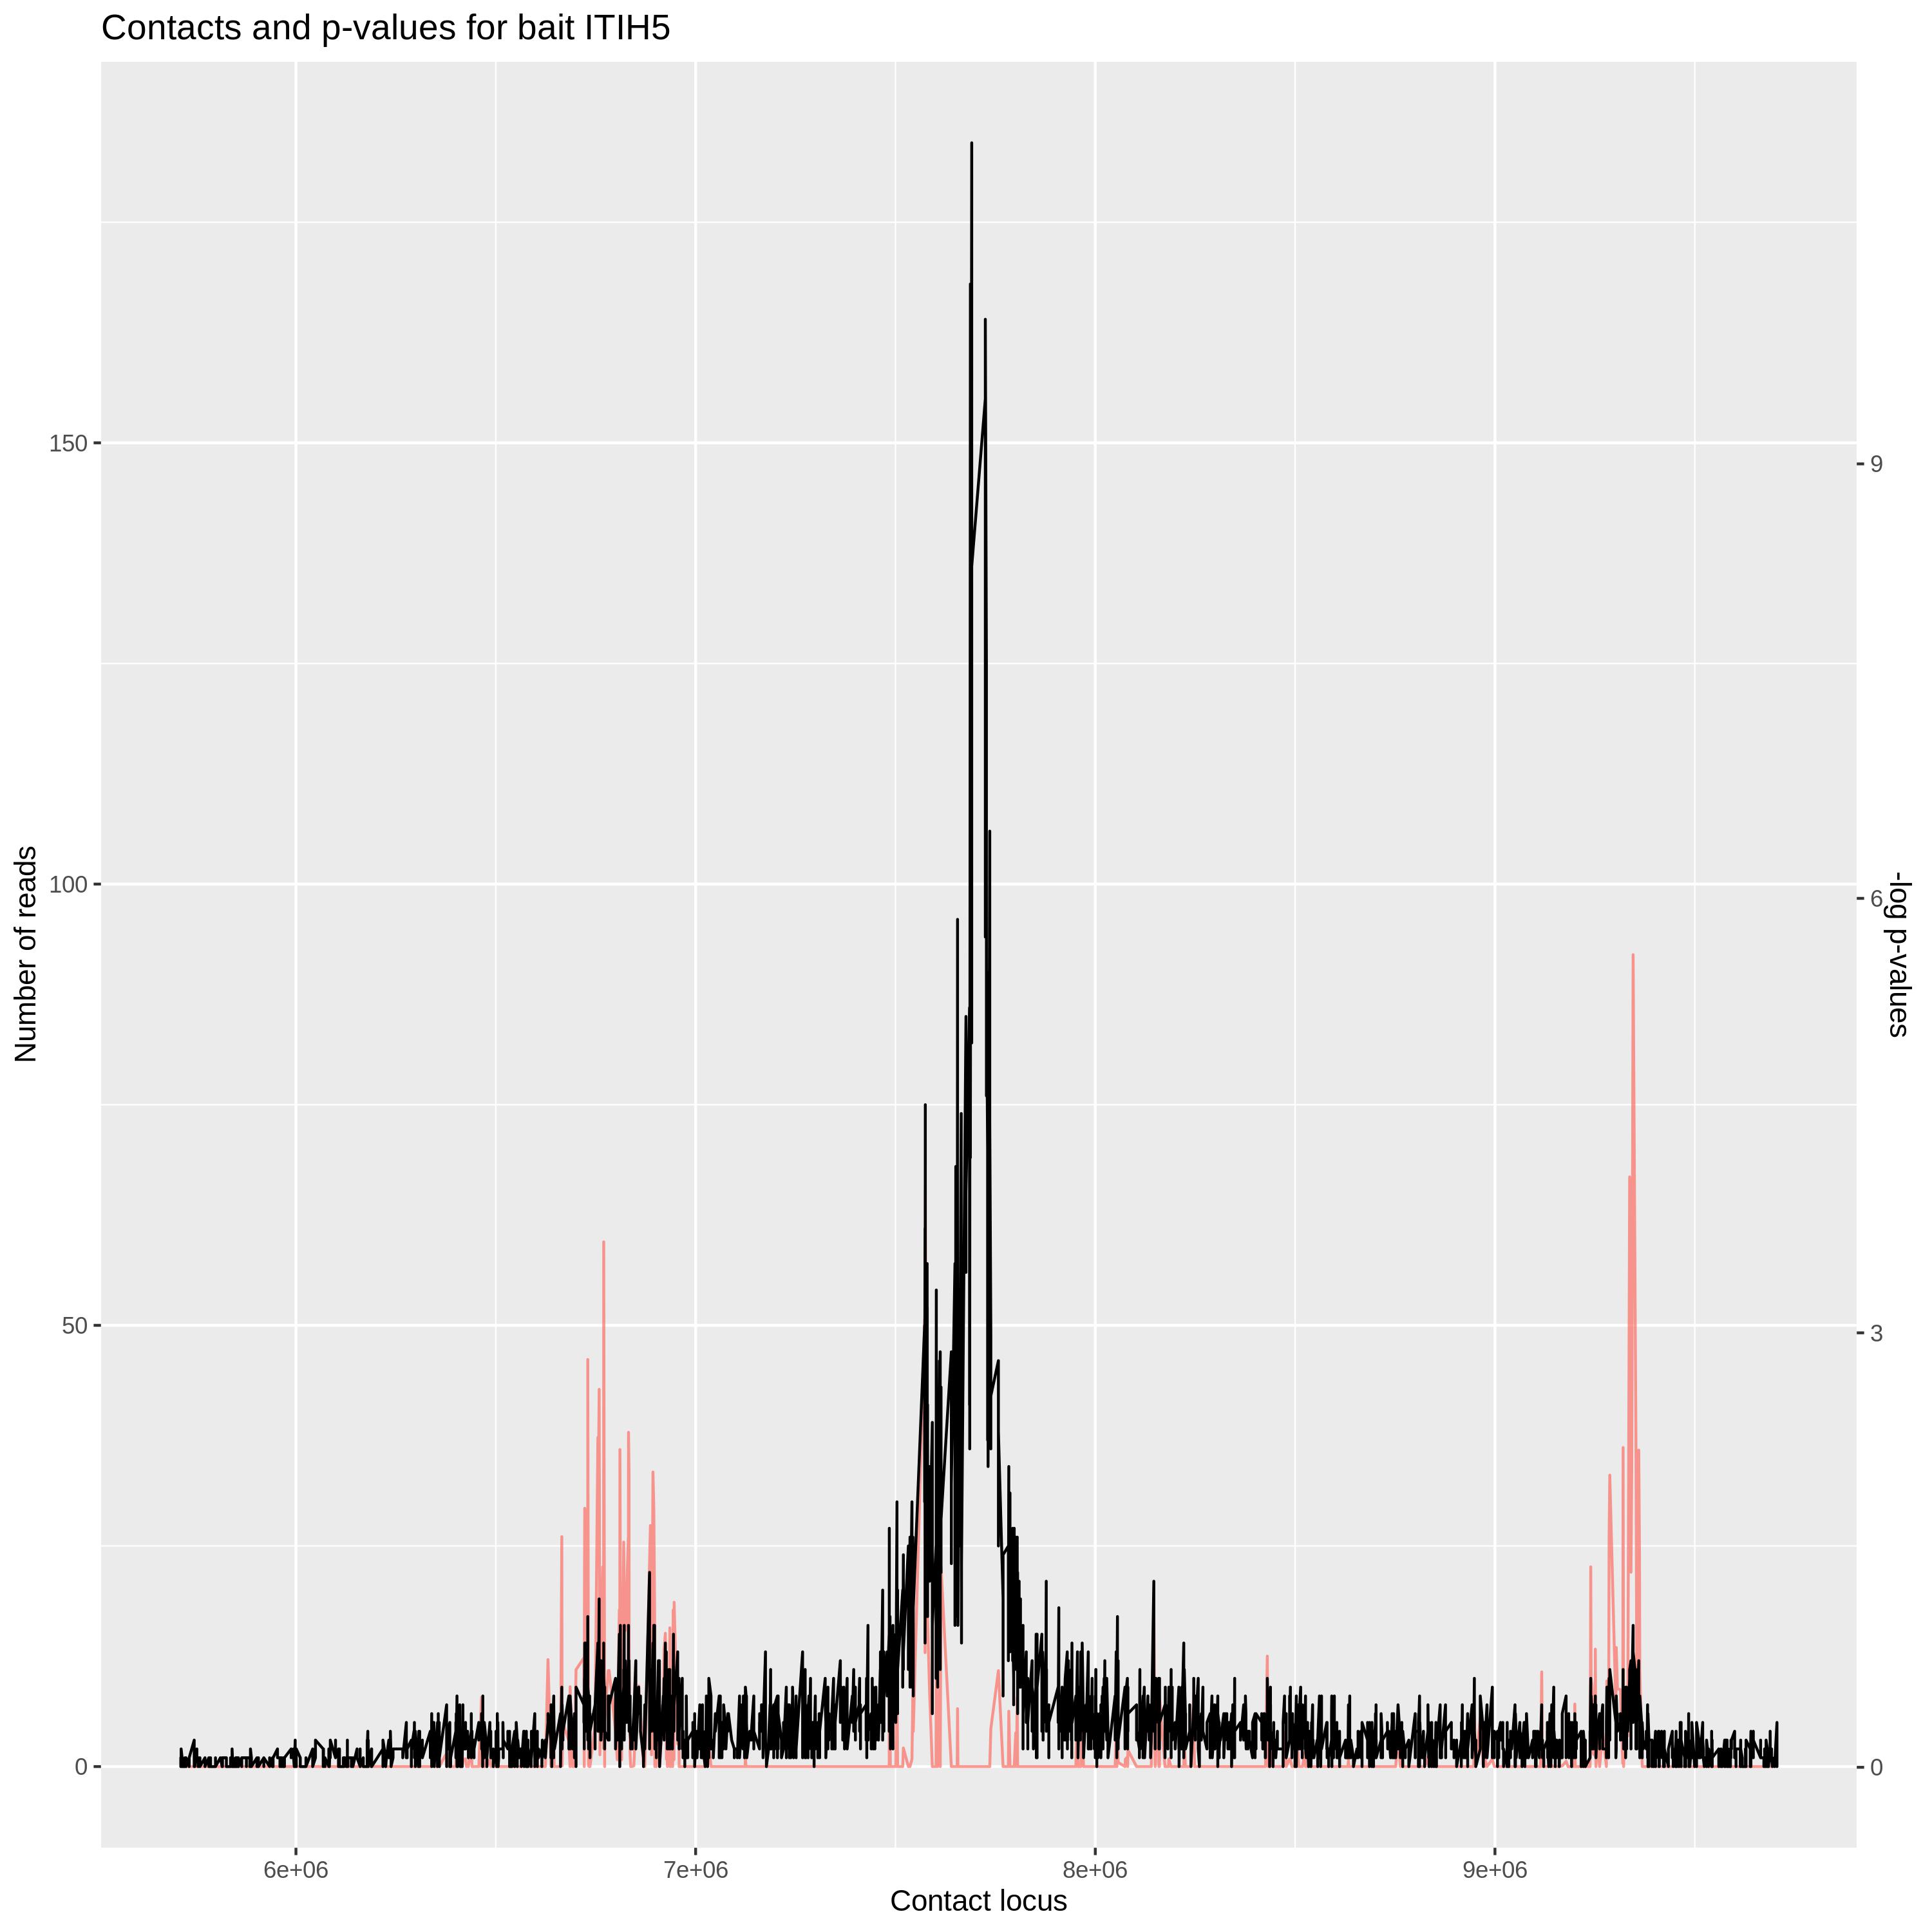 Contacts and p-values for bait ITIH5
Number of reads
150
100
50
0
9
6
3
0
-log p-values
6e+06
7e+06
8e+06
9e+06
Contact locus